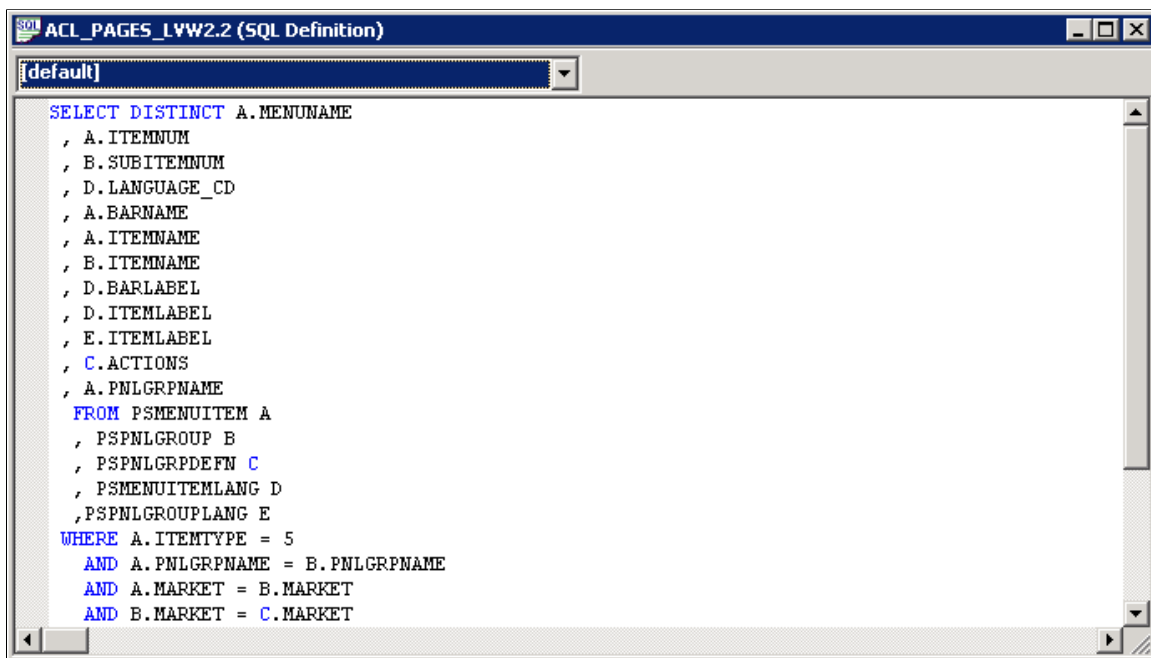 SQL
ACL_PAGES_LVW2.2 (SQL Definition)
[default]
SELECT DISTINCT A.MENUNAME
, A.ITEMNUM
, B.SUBITEMNUM
, D.LANGUAGE_CD
, A.BARNAME
, A.ITEMNAME
, B.ITEMNAME
, D.BARLABEL
, D.ITEMLABEL
, E.ITEMLABEL
, C.ACTIONS
, A.PNLGRPNAME
FROM PSMENUITEM A
, PSPNLGROUP B
, PSPNLGRPDEFN C
, PSMENUITEMLANG D
,PSPNLGROUPLANG E
WHERE A.ITEMTYPE = 5
AND A.PNLGRPNAME = B.PNLGRPNAME
AND A.MARKET = B.MARKET
AND B.MARKET = C.MARKET